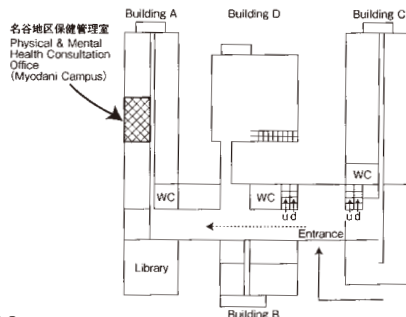 Building A
Building D
Building C
名谷地区保健管理室
Physical & Mental
Health Consultation
Office
(Myodani Campus)
WC
WC
WC
u d
u d
Entrance
Library
Building B